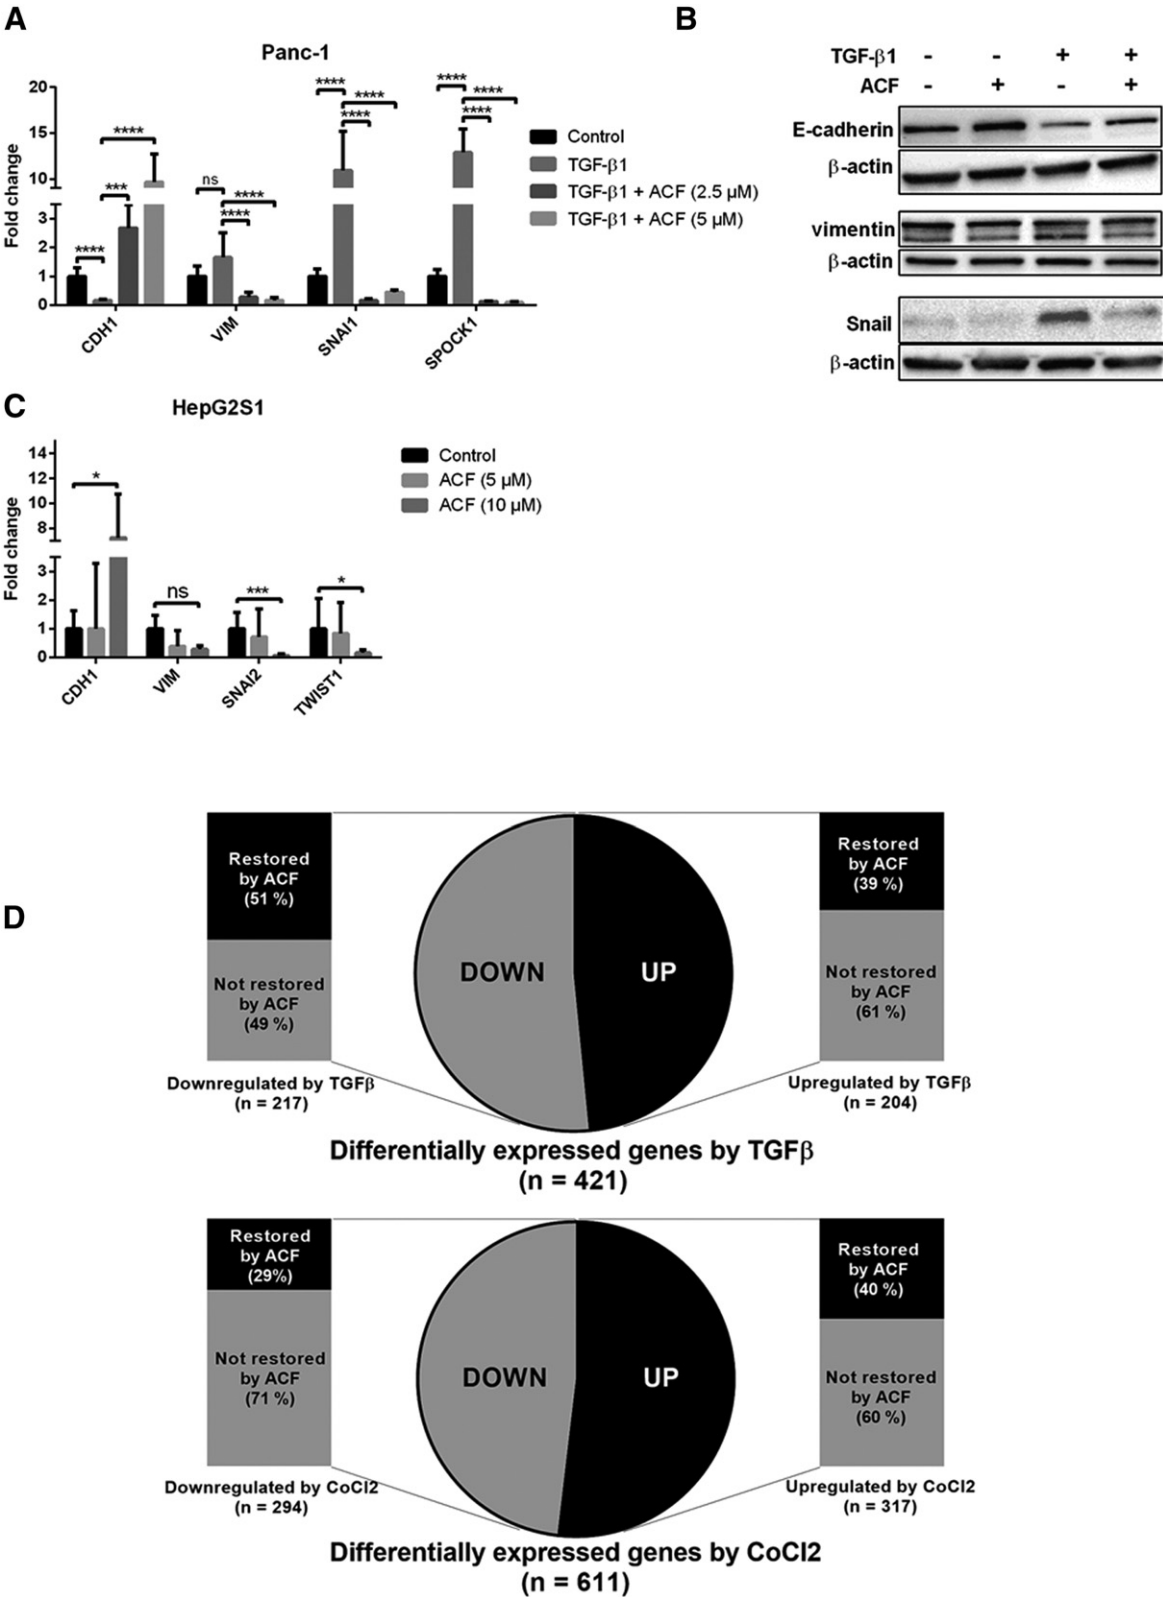 A
Panc-1
Fold change
20
15
10
3
2
1
0
****
***
****
ns
****
****
****
****
****
****
****
****
CDH1
VIM
SNAI1
SPOCK1
Control
TGF-β1
TGF-β1 + ACF (2.5 µM)
TGF-β1 + ACF (5 µM)
B
TGF-β1 - - + +
ACF - + - +
E-cadherin
β-actin
vimentin
β-actin
Snail
β-actin
C
HepG2S1
Fold change
14
12
10
8
3
2
1
0
*
ns
***
*
CDH1
VIM
SNAI2
TWIST1
Control
ACF (5 µM)
ACF (10 µM)
D
Restored
by ACF
(51 %)
Not restored
by ACF
(49 %)
Downregulated by TGFβ
(n = 217)
DOWN
UP
Restored
by ACF
(39 %)
Not restored
by ACF
(61 %)
Upregulated by TGFβ
(n = 204)
Differentially expressed genes by TGFβ
(n = 421)
Restored
by ACF
(29%)
Not restored
by ACF
(71 %)
Downregulated by CoCl2
(n = 294)
DOWN
UP
Restored
by ACF
(40 %)
Not restored
by ACF
(60 %)
Upregulated by CoCl2
(n = 317)
Differentially expressed genes by CoCl2
(n = 611)